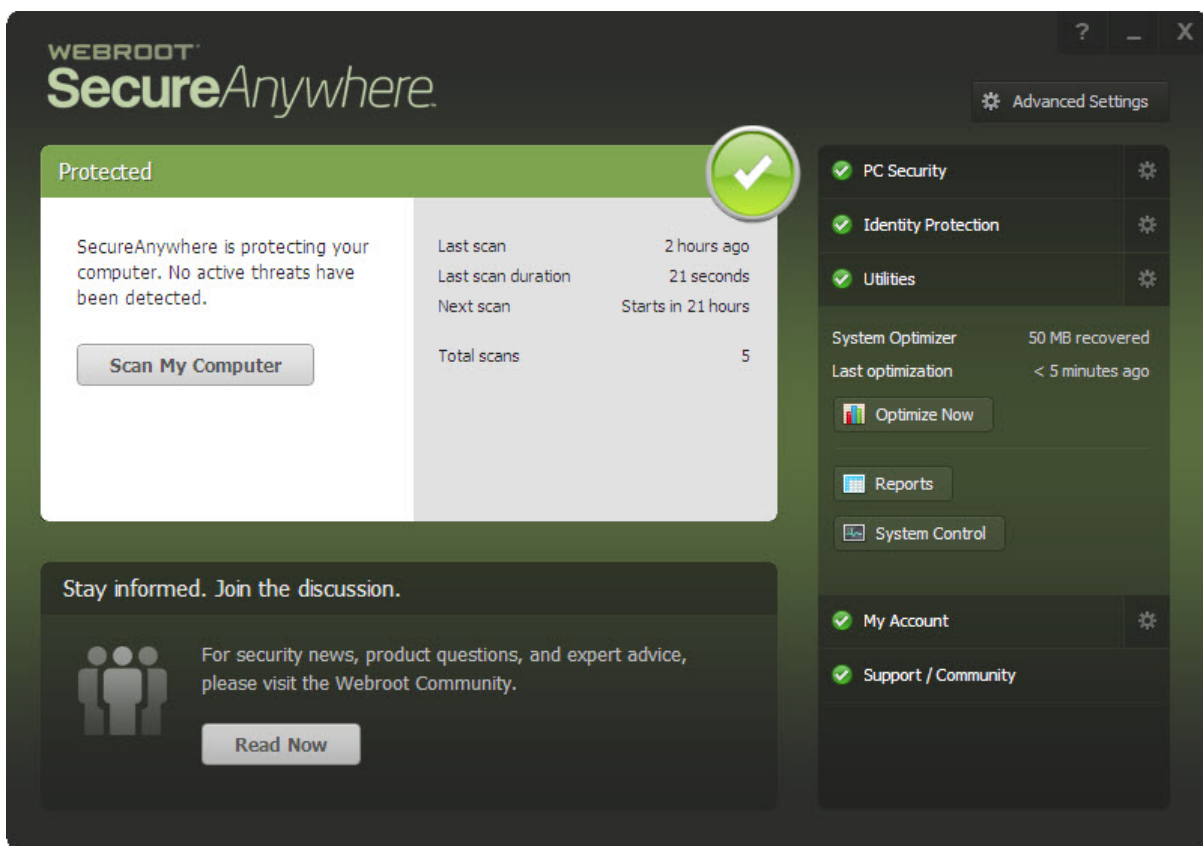 WEBROOT
SecureAnywhere
? _ X
Advanced Settings
Protected
SecureAnywhere is protecting your
computer. No active threats have
been detected.
Scan My Computer
Last scan 2 hours ago
Last scan duration 21 seconds
Next scan Starts in 21 hours
Total scans 5
Stay informed. Join the discussion.
For security news, product questions, and expert advice,
please visit the Webroot Community.
Read Now
PC Security
Identity Protection
Utilities
System Optimizer 50 MB recovered
Last optimization < 5 minutes ago
Optimize Now
Reports
System Control
My Account
Support / Community